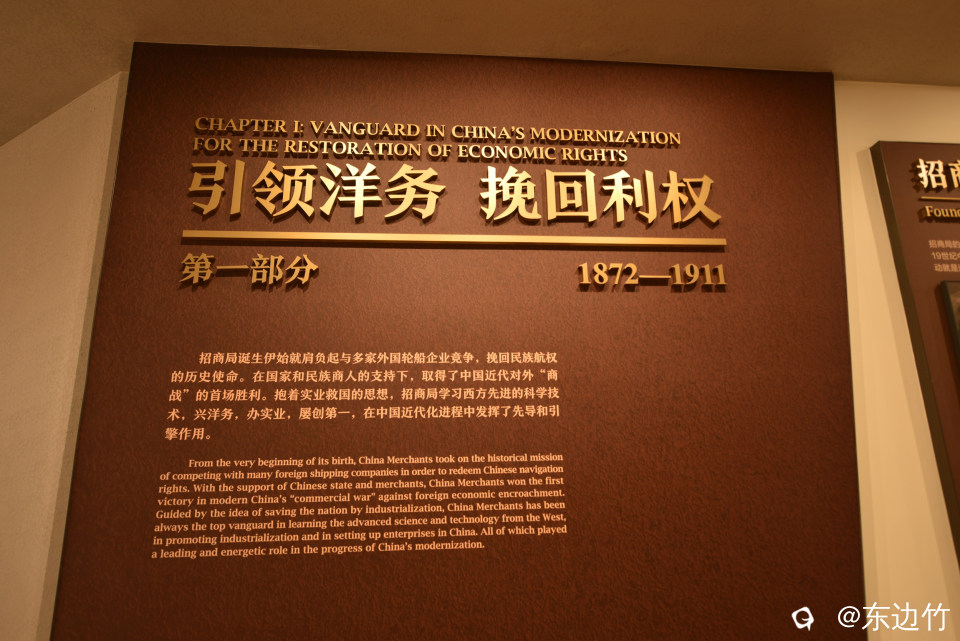 CHAPTER I: VANGUARD IN CHINA'S MODERNIZATION
FOR THE RESTORATION OF ECONOMIC RIGHTS
引领洋务 挽回利权
第一部分 1872—1911
招商局诞生伊始就肩负起与多家外国轮船企业竞争，挽回民族航权
的历史使命。在国家和民族商人的支持下，取得了中国近代对外“商
战”的首场胜利。抱着实业救国的思想，招商局学习西方先进的科学技
术，兴洋务，办实业，屡创第一，在中国近代化进程中发挥了先导和引
擎作用。
From the very beginning of its birth, China Merchants took on the historical mission
of competing with many foreign shipping companies in order to redeem Chinese navigation
rights. With the support of Chinese state and merchants, China Merchants won the first
victory in modern China's "commercial war" against foreign economic encroachment.
Guided by the idea of saving the nation by industrialization, China Merchants has been
always the top vanguard in learning the advanced science and technology from the West,
in promoting industrialization and in setting up enterprises in China. All of which played
a leading and energetic role in the progress of China's modernization.
招商
Found
招商局的
19世纪
动就是
@东边竹